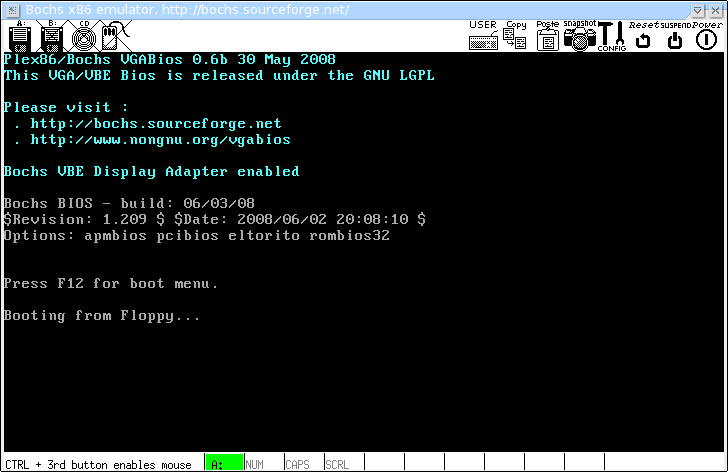 Bochs x86 emulator, http://bochs.sourceforge.net/
A: B: CD USER Copy Paste Snapshot CONFIG Reset SUSPEND Power
Plex86/Bochs VGABios 0.6b 30 May 2008
This VGA/VBE Bios is released under the GNU LGPL
Please visit :
. http://bochs.sourceforge.net
. http://www.nongnu.org/vgabios
Bochs VBE Display Adapter enabled
Bochs BIOS - build: 06/03/08
$Revision: 1.209 $ $Date: 2008/06/02 20:08:10 $
Options: apmbios pcibios eltorito rombios32
Press F12 for boot menu.
Booting from Floppy...
CTRL + 3rd button enables mouse A: NUM CAPS SCRL